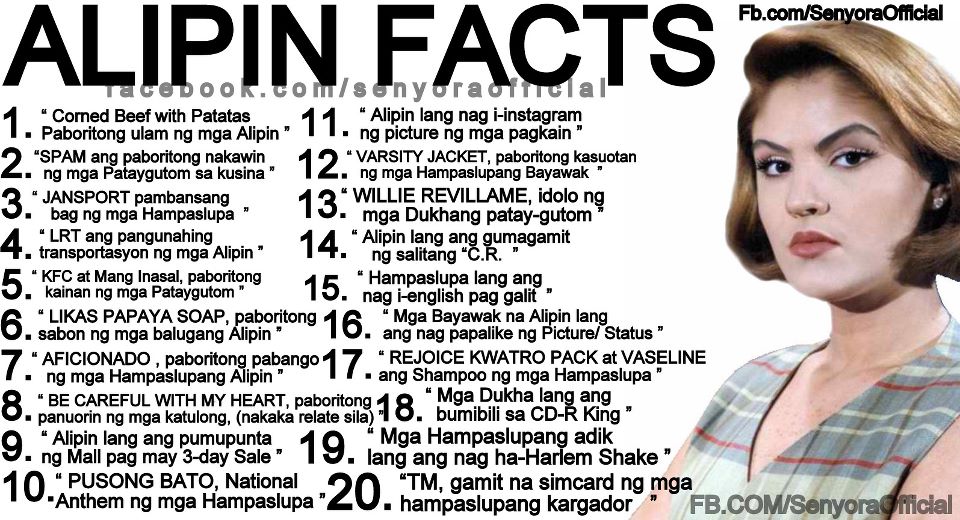 ALIPIN FACTS
Fb.com/SenyoraOfficial
facebook.com/senyoraofficial
1. “ Corned Beef with Patatas
Paboritong ulam ng mga Alipin ”
2. “SPAM ang paboritong nakawin
ng mga Pataygutom sa kusina ”
3. “ JANSPORT pambansang
bag ng mga Hampaslupa ”
4. “ LRT ang pangunahing
transportasyon ng mga Alipin ”
5. “ KFC at Mang Inasal, paboritong
kainan ng mga Pataygutom ”
6. “ LIKAS PAPAYA SOAP, paboritong
sabon ng mga balugang Alipin ”
7. “ AFICIONADO , paboritong pabango
ng mga Hampaslupang Alipin ”
8. “ BE CAREFUL WITH MY HEART, paboritong
panuorin ng mga katulong, (nakaka relate sila) ”
9. “ Alipin lang ang pumupunta
ng Mall pag may 3-day Sale ”
10. “ PUSONG BATO, National
Anthem ng mga Hampaslupa ”
11. “ Alipin lang nag i-instagram
ng picture ng mga pagkain ”
12. “ VARSITY JACKET, paboritong kasuotan
ng mga Hampaslupang Bayawak ”
13. “ WILLIE REVILLAME, idolo ng
mga Dukhang patay-gutom ”
14. “ Alipin lang ang gumagamit
ng salitang “C.R. ”
15. “ Hampaslupa lang ang
nag i-english pag galit ”
16. “ Mga Bayawak na Alipin lang
ang nag papalike ng Picture/ Status ”
17. “ REJOICE KWATRO PACK at VASELINE
ang Shampoo ng mga Hampaslupa ”
18. “ Mga Dukha lang ang
bumibili sa CD-R King ”
19. “ Mga Hampaslupang adik
lang ang nag ha-Harlem Shake ”
20. “TM, gamit na simcard ng mga
hampaslupang kargador ”
FB.COM/SenyoraOfficial